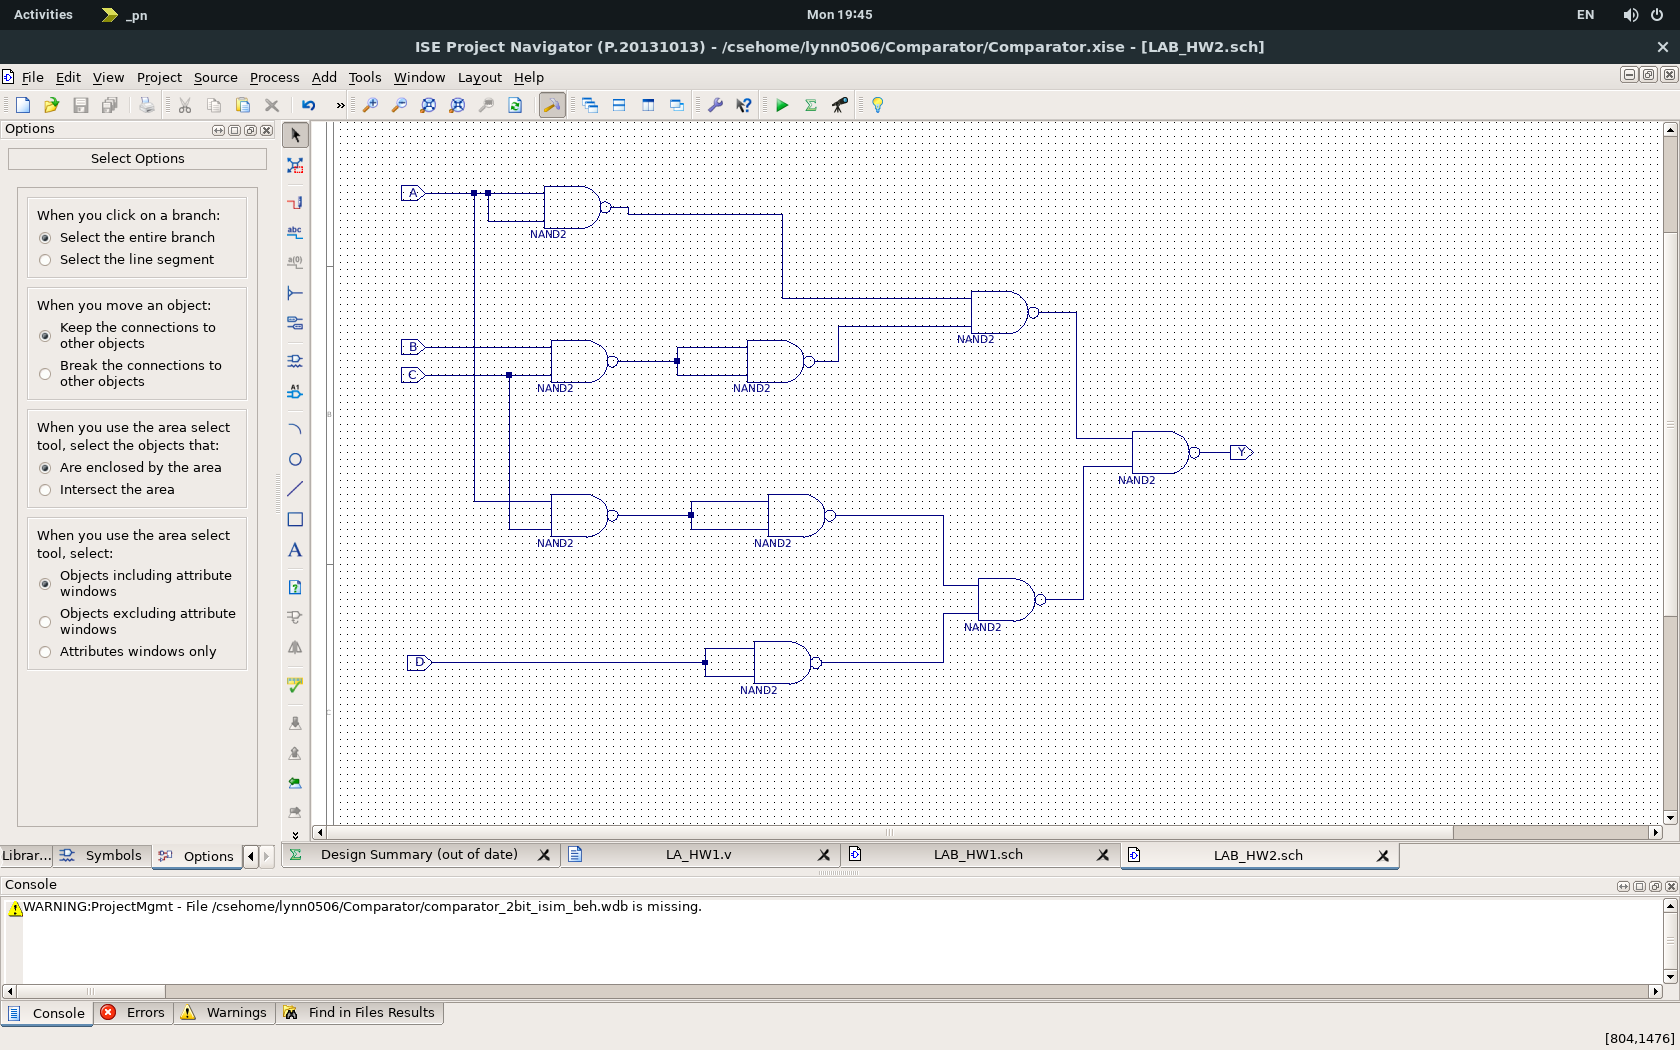 Activities
_pn
Mon 19:45
EN
ISE Project Navigator (P.20131013) - /csehome/lynn0506/Comparator/Comparator.xise - [LAB_HW2.sch]
File Edit View Project Source Process Add Tools Window Layout Help
Options
Select Options
When you click on a branch:
Select the entire branch
Select the line segment
When you move an object:
Keep the connections to
other objects
Break the connections to
other objects
When you use the area select
tool, select the objects that:
Are enclosed by the area
Intersect the area
When you use the area select
tool, select:
Objects including attribute
windows
Objects excluding attribute
windows
Attributes windows only
abc
a(0)
A1
A
A
NAND2
NAND2
B
C
NAND2
NAND2
Y
NAND2
NAND2
NAND2
NAND2
D
NAND2
B
C
Librar...
Symbols
Options
Design Summary (out of date)
LA_HW1.v
LAB_HW1.sch
LAB_HW2.sch
Console
WARNING:ProjectMgmt - File /csehome/lynn0506/Comparator/comparator_2bit_isim_beh.wdb is missing.
Console
Errors
Warnings
Find in Files Results
[804,1476]